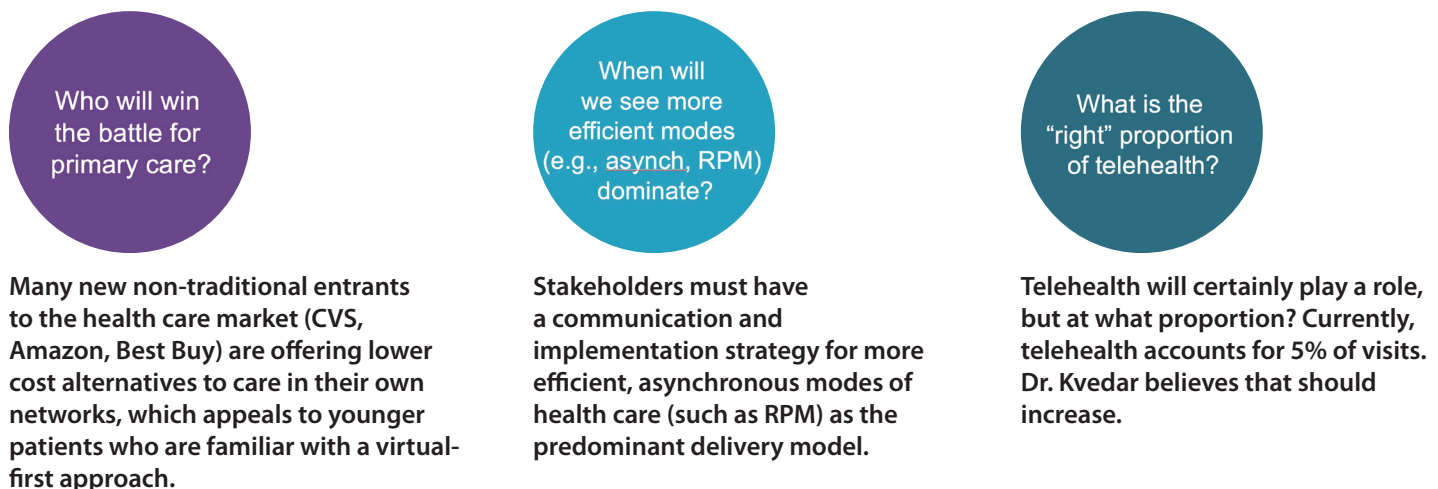 Who will win
the battle for
primary care?
Many new non-traditional entrants
to the health care market (CVS,
Amazon, Best Buy) are offering lower
cost alternatives to care in their own
networks, which appeals to younger
patients who are familiar with a virtual-
first approach.
When will
we see more
efficient modes
(e.g., asynch, RPM)
dominate?
Stakeholders must have
a communication and
implementation strategy for more
efficient, asynchronous modes of
health care (such as RPM) as the
predominant delivery model.
What is the
“right” proportion
of telehealth?
Telehealth will certainly play a role,
but at what proportion? Currently,
telehealth accounts for 5% of visits.
Dr. Kvedar believes that should
increase.